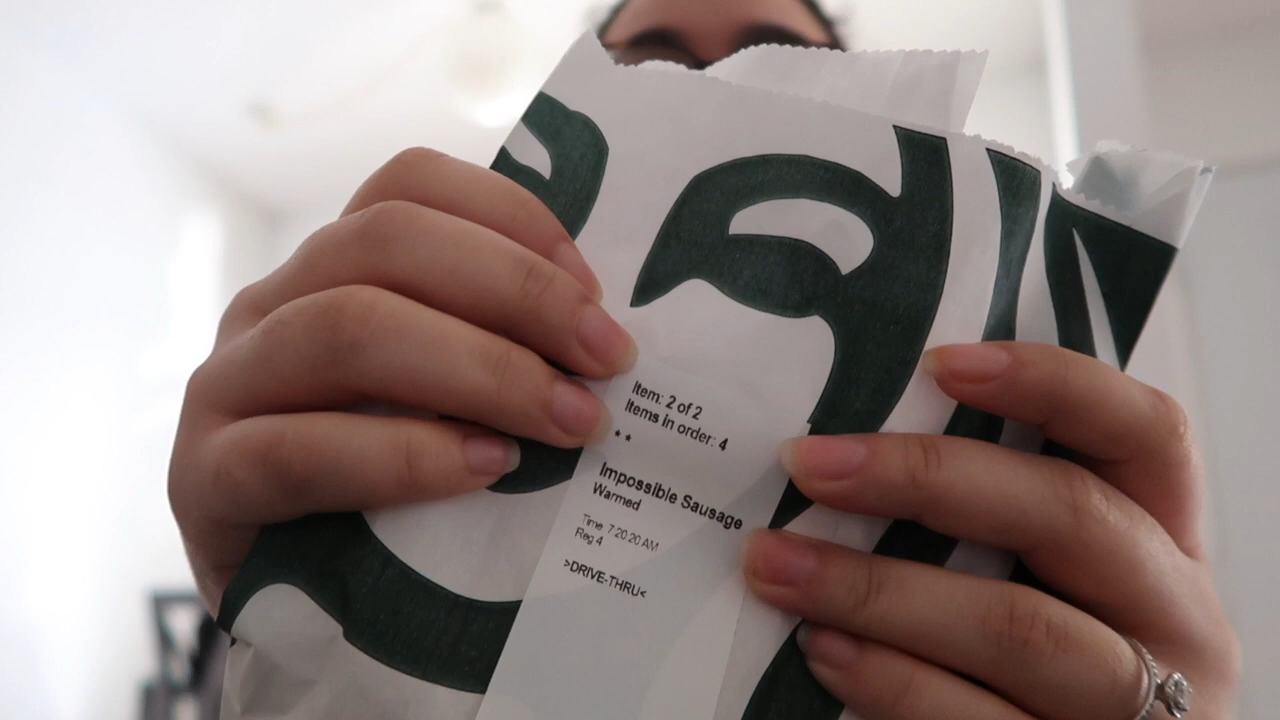 Item: 2 of 2
Items in order: 4
* *
Impossible Sausage
Warmed
Time 7:20:20 AM
Reg 4
>DRIVE-THRU<